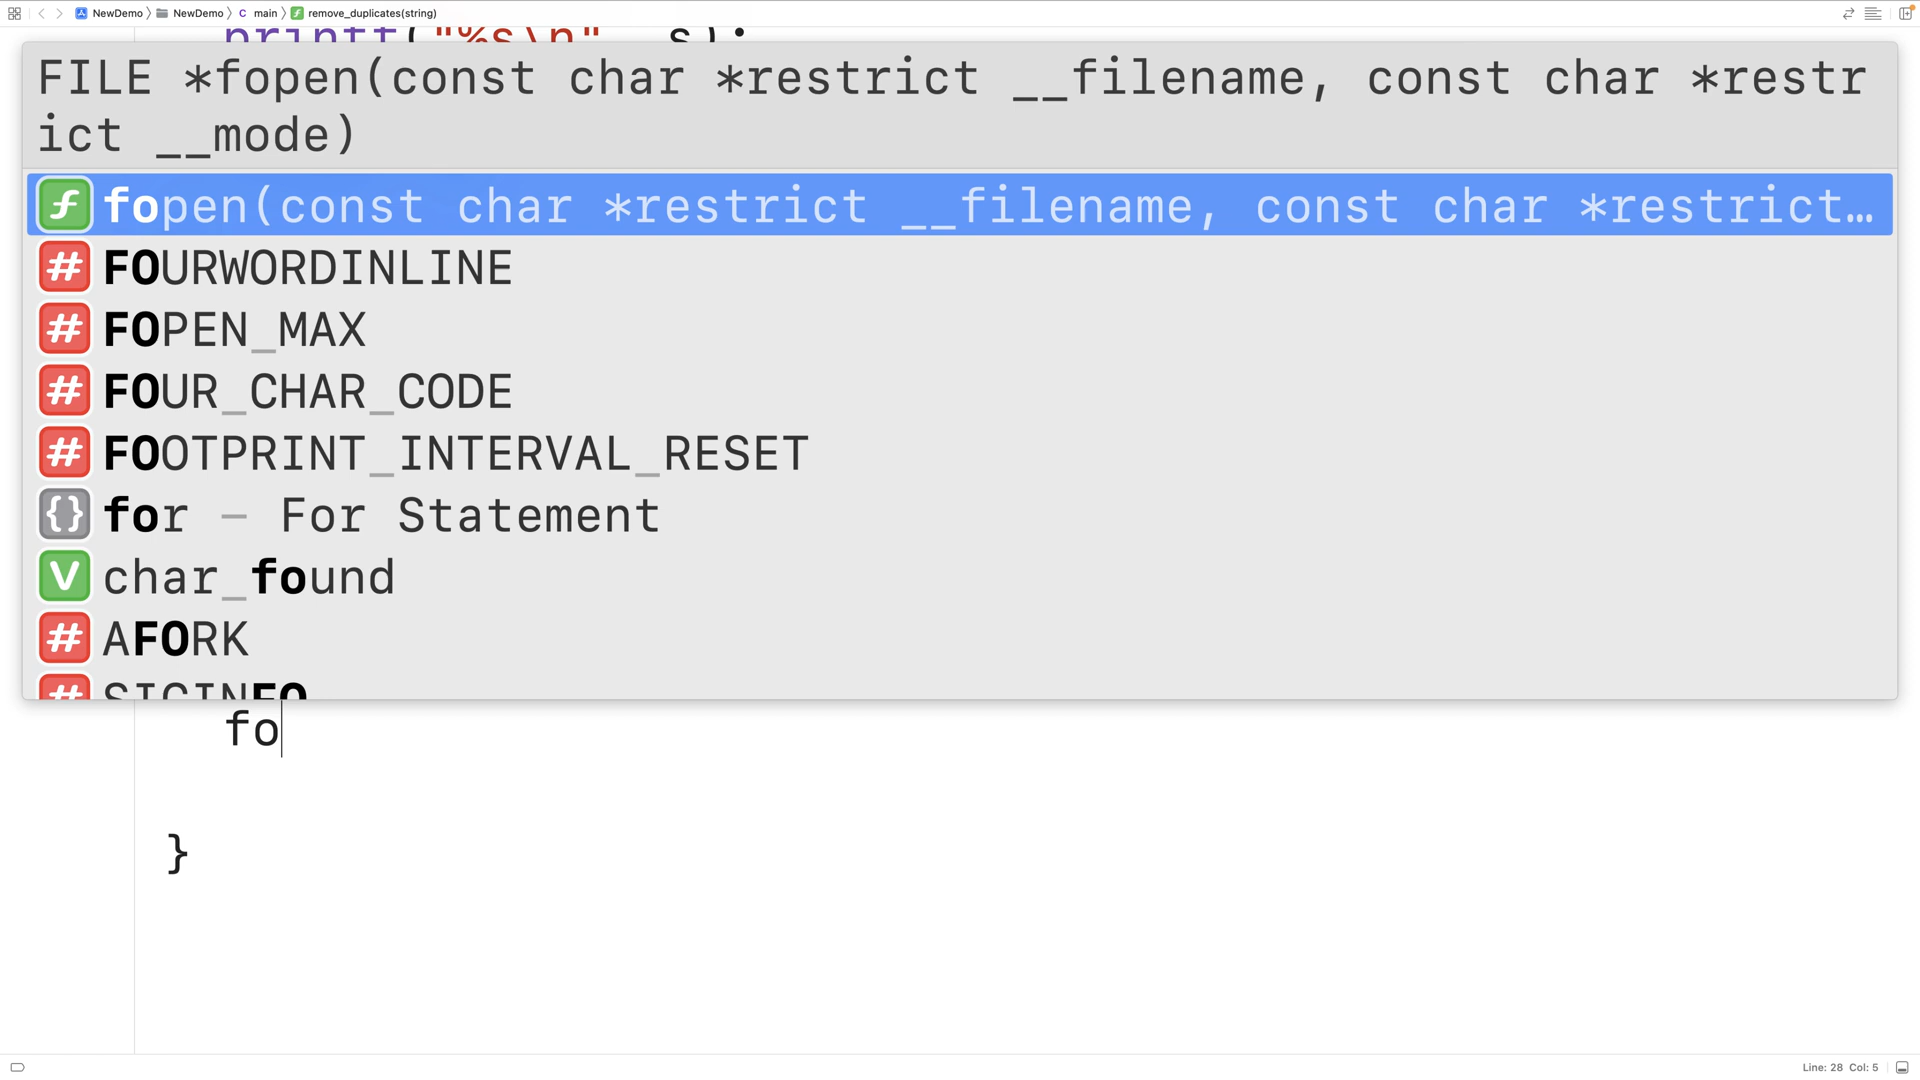 NewDemo NewDemo C main f remove_duplicates(string)
printf("%s\n", s);
FILE *fopen(const char *restrict __filename, const char *restr
ict __mode)
f fopen(const char *restrict __filename, const char *restrict…
# FOURWORDINLINE
# FOPEN_MAX
# FOUR_CHAR_CODE
# FOOTPRINT_INTERVAL_RESET
{} for — For Statement
V char_found
# AFORK
# SIGINFO
fo
}
Line: 28 Col: 5